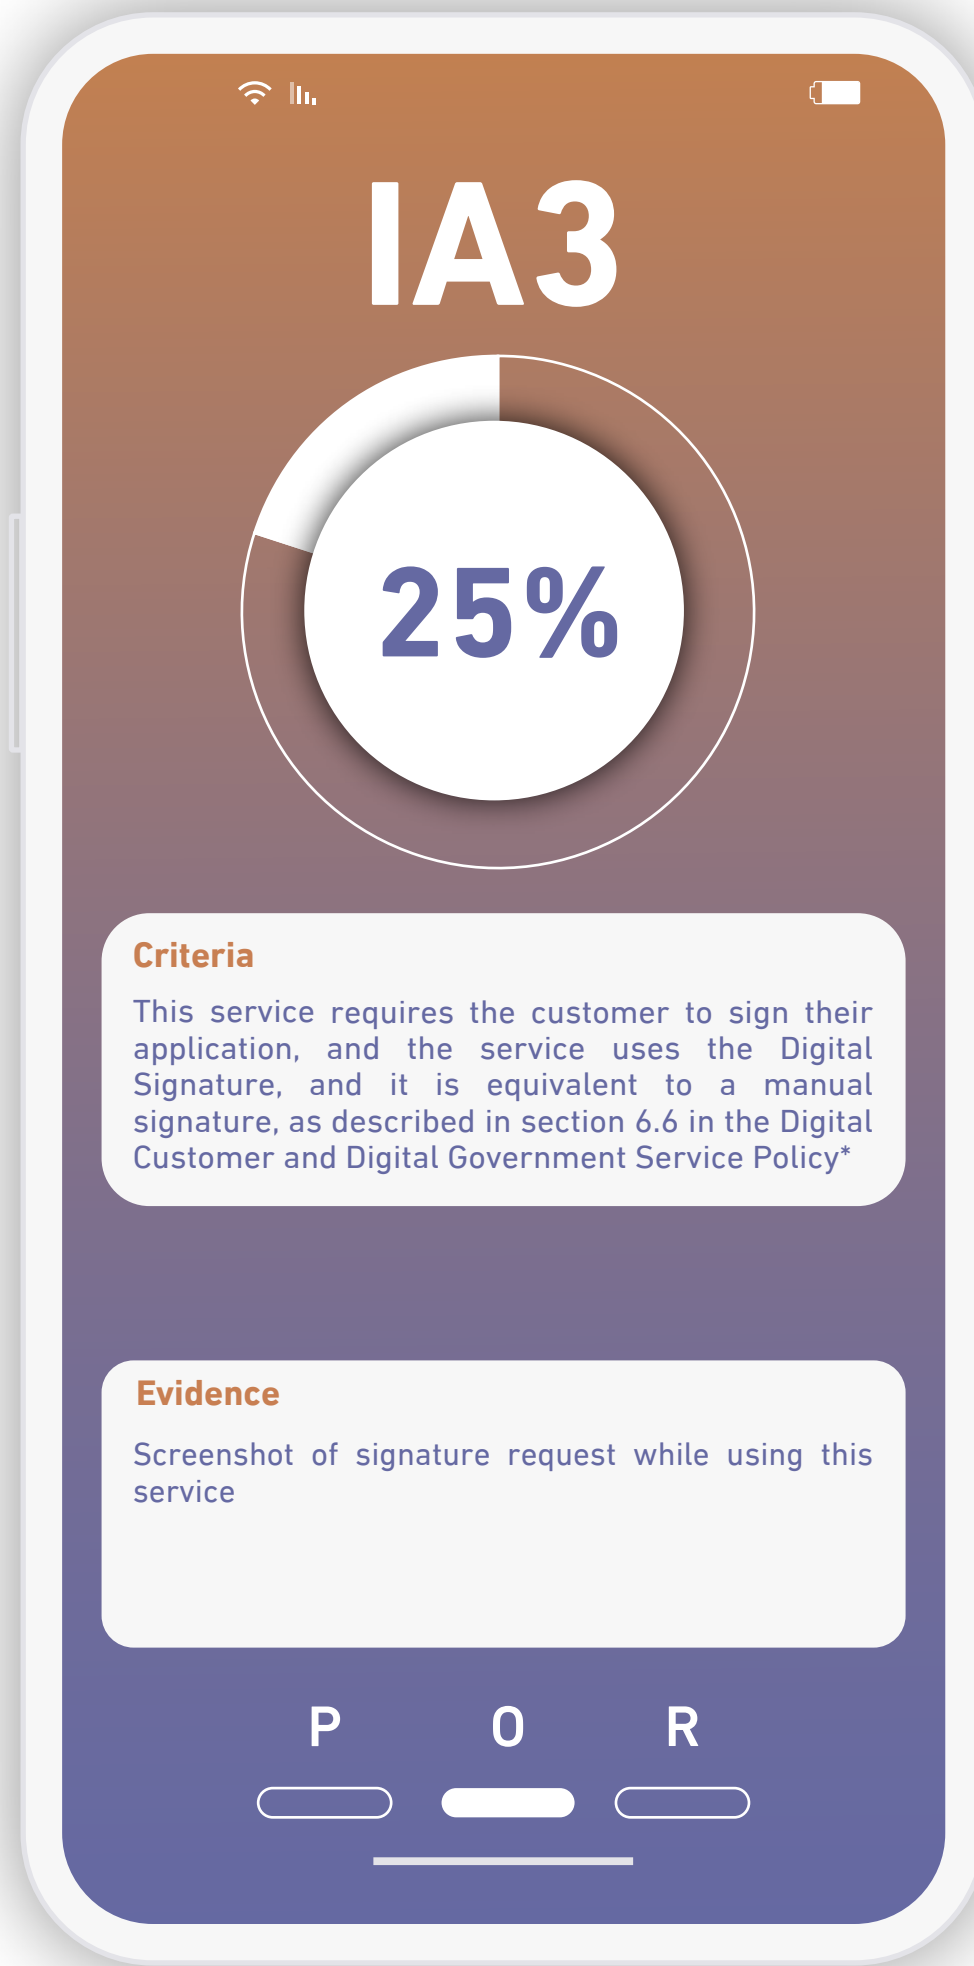 IA3
25%
Criteria
This service requires the customer to sign their
application, and the service uses the Digital
Signature, and it is equivalent to a manual
signature, as described in section 6.6 in the Digital
Customer and Digital Government Service Policy*
Evidence
Screenshot of signature request while using this
service
P O R